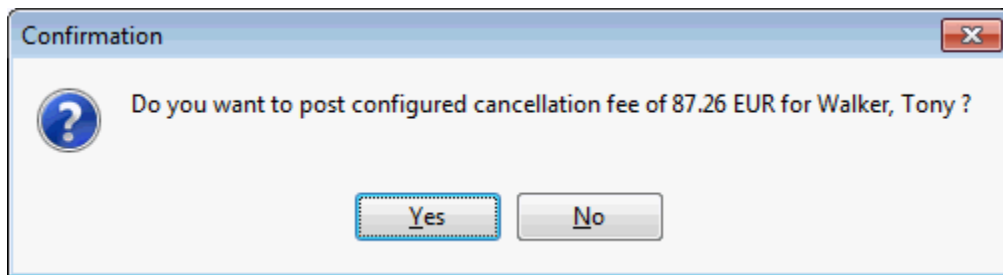 Confirmation
Do you want to post configured cancellation fee of 87.26 EUR for Walker, Tony ?
Yes
No